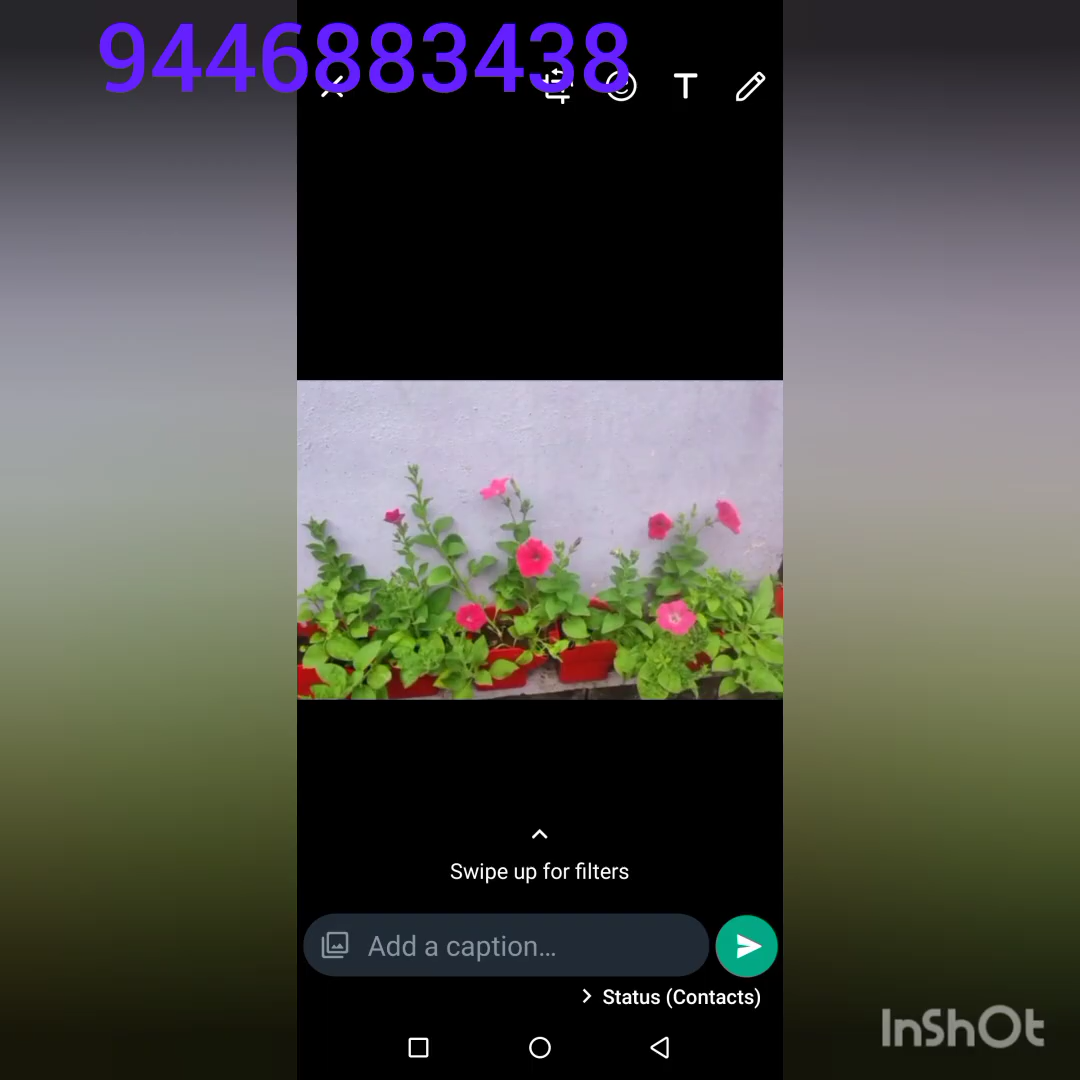 9446883438
T
Swipe up for filters
Add a caption...
Status (Contacts)
InShOt